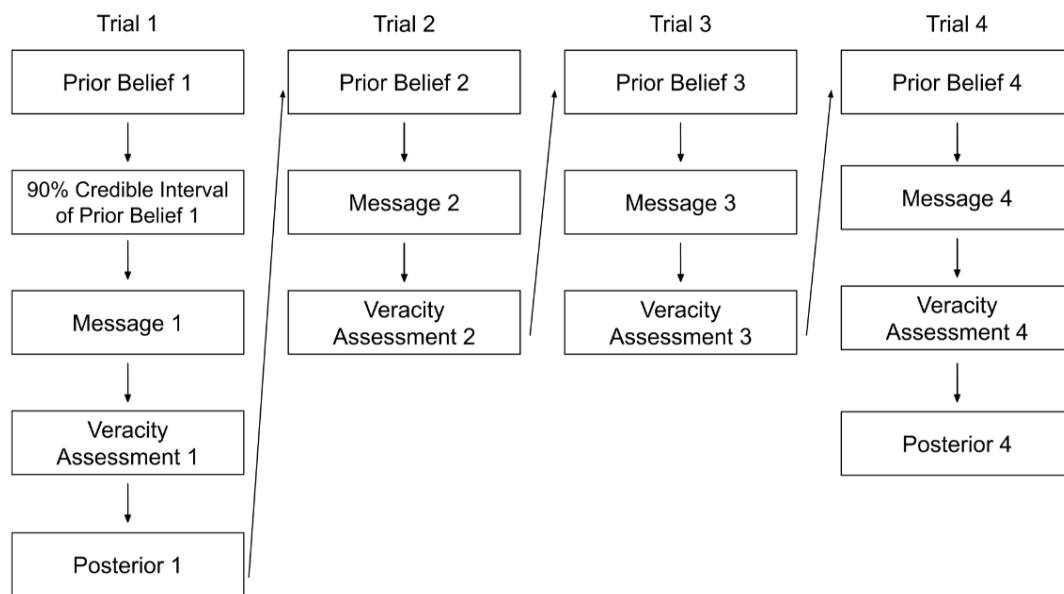 Trial 1
Prior Belief 1
90% Credible Interval
of Prior Belief 1
Message 1
Veracity
Assessment 1
Posterior 1
Trial 2
Prior Belief 2
Message 2
Veracity
Assessment 2
Trial 3
Prior Belief 3
Message 3
Veracity
Assessment 3
Trial 4
Prior Belief 4
Message 4
Veracity
Assessment 4
Posterior 4